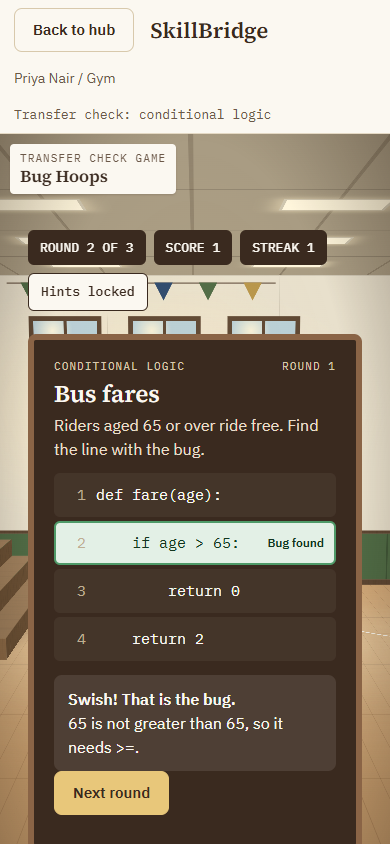 Back to hub
SkillBridge
Priya Nair / Gym
Transfer check: conditional logic
TRANSFER CHECK GAME
Bug Hoops
ROUND 2 OF 3
SCORE 1
STREAK 1
Hints locked
CONDITIONAL LOGIC
ROUND 1
Bus fares
Riders aged 65 or over ride free. Find
the line with the bug.
1 def fare(age):
2     if age > 65:
Bug found
3         return 0
4     return 2
Swish! That is the bug.
65 is not greater than 65, so it
needs >=.
Next round